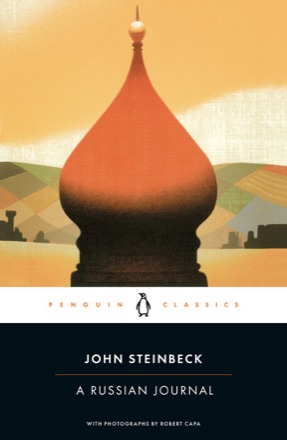 PENGUIN CLASSICS
JOHN STEINBECK
A RUSSIAN JOURNAL
WITH PHOTOGRAPHS BY ROBERT CAPA